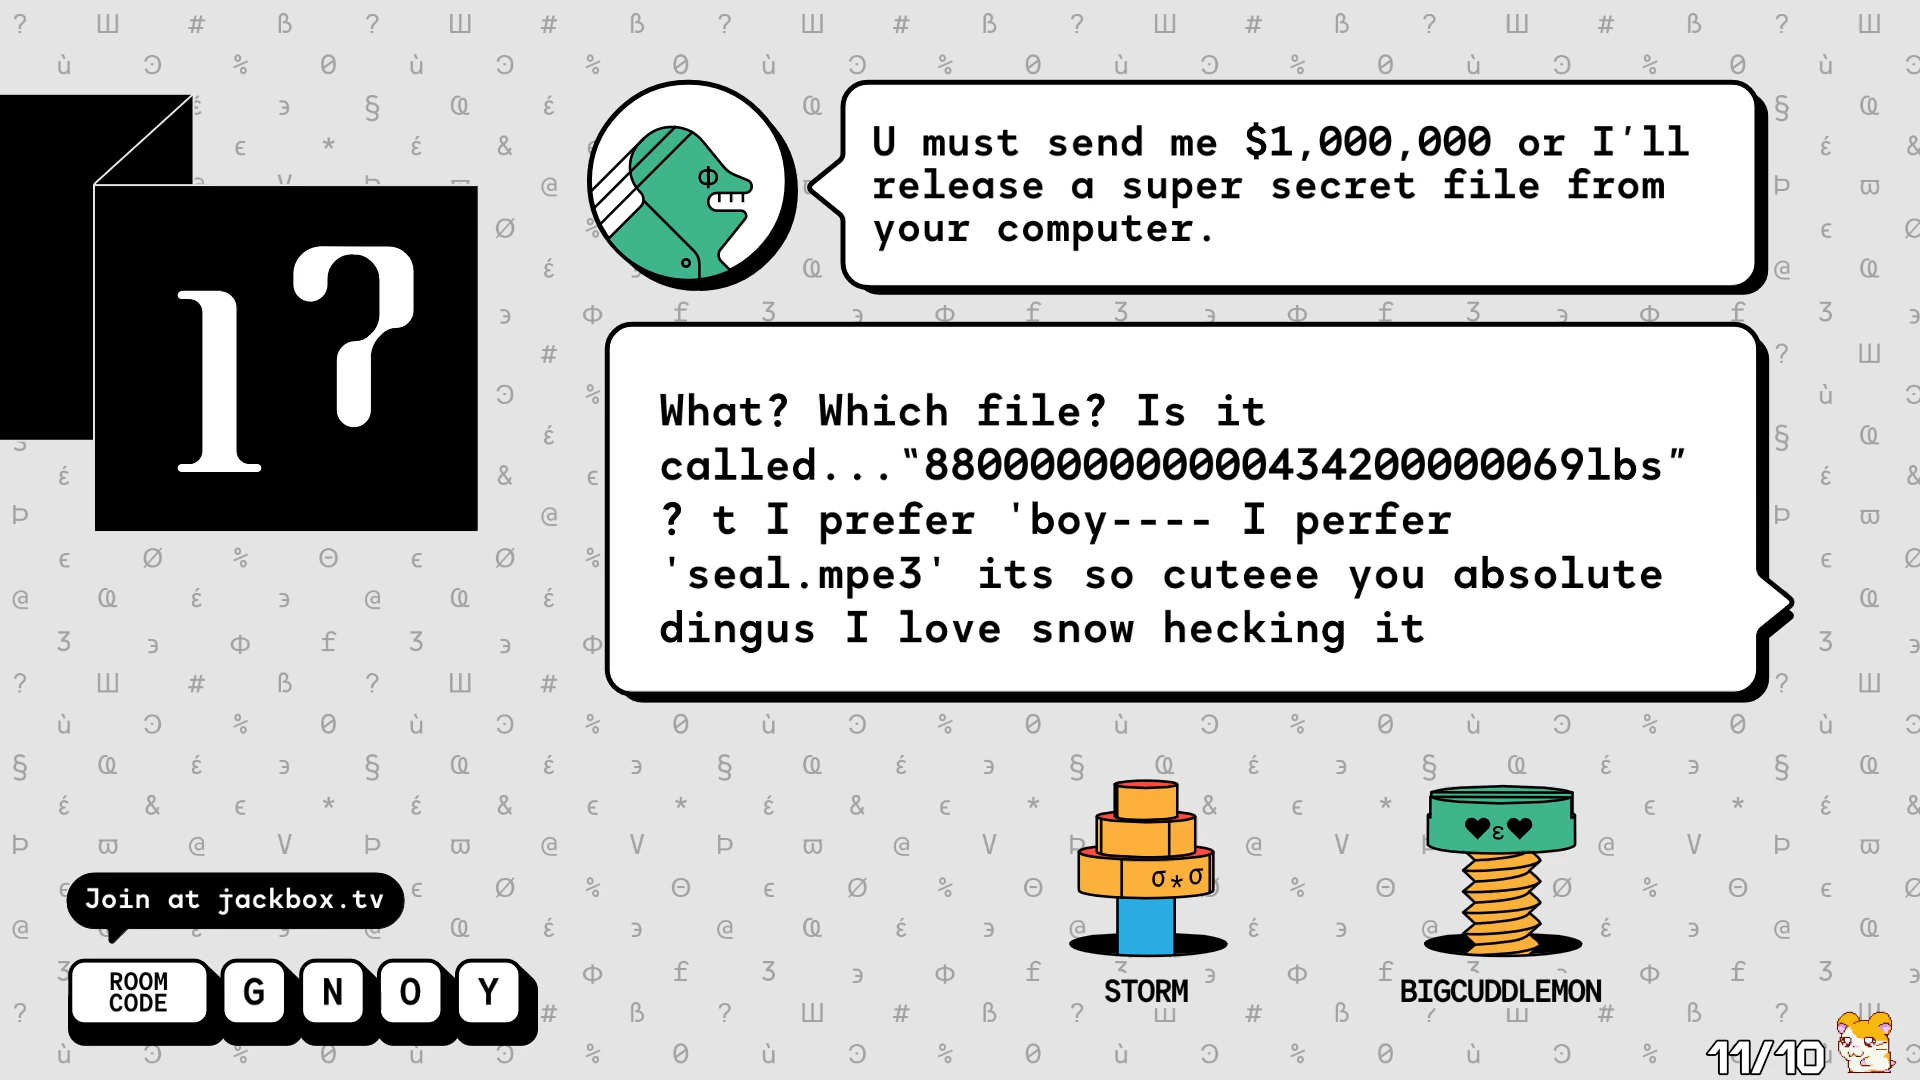 U must send me $1,000,000 or I'll
release a super secret file from
your computer.
What? Which file? Is it
called..."880000000000043420000006​9lbs"
? t I prefer 'boy---- I perfer
'seal.mpe3' its so cuteee you absolute
dingus I love snow hecking it
ı?
σ*σ
♥ε♥
STORM
BIGCUDDLEMON
Join at jackbox.tv
ROOM
CODE
G N O Y
11/10